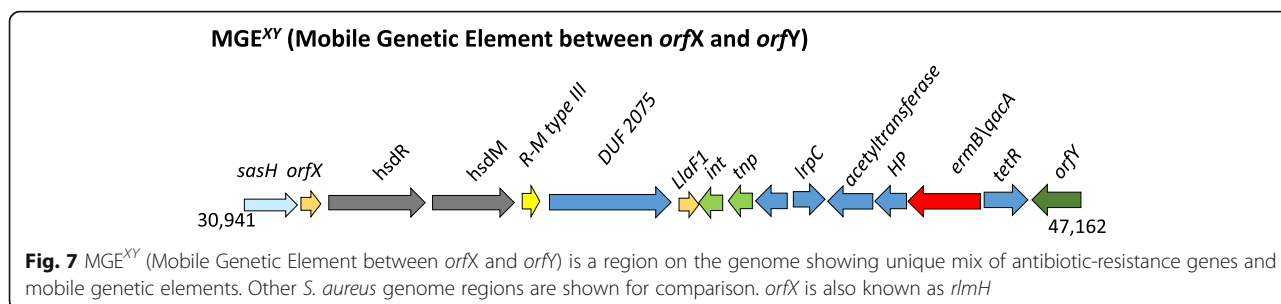 MGE^XY (Mobile Genetic Element between orfX and orfY)
sasH orfX hsdR hsdM R-M type III DUF 2075 LlaF1 int tnp lrpC acetyltransferase HP ermB\qacA tetR orfY
30,941 47,162
Fig. 7 MGE^XY (Mobile Genetic Element between orfX and orfY) is a region on the genome showing unique mix of antibiotic-resistance genes and
mobile genetic elements. Other S. aureus genome regions are shown for comparison. orfX is also known as rlmH